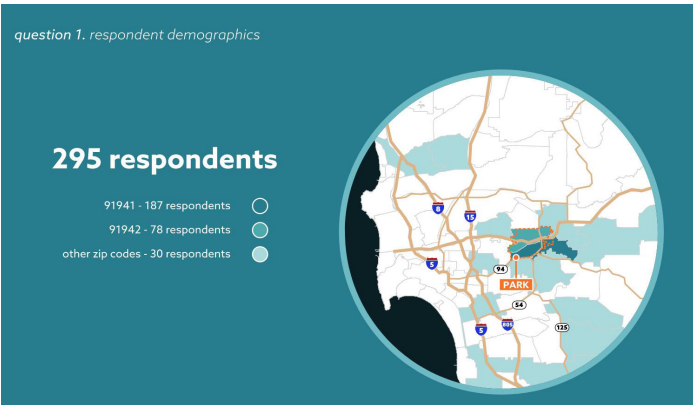 question 1. respondent demographics
295 respondents
91941 - 187 respondents
91942 - 78 respondents
other zip codes - 30 respondents
8
15
5
94
PARK
54
5
805
125